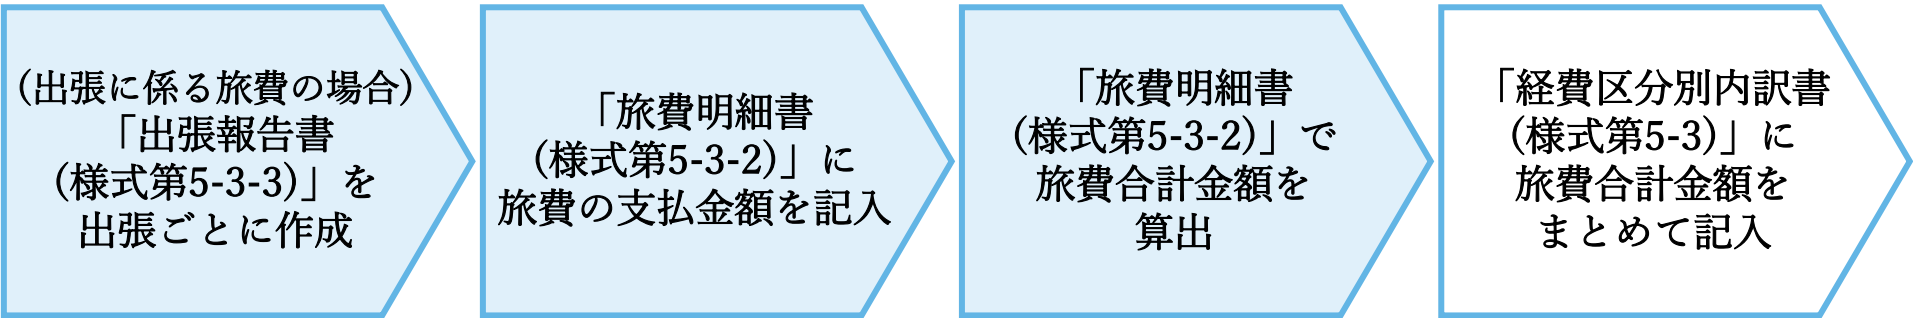 (出張に係る旅費の場合)
「出張報告書
(様式第5-3-3)」を
出張ごとに作成
「旅費明細書
(様式第5-3-2)」に
旅費の支払金額を記入
「旅費明細書
(様式第5-3-2)」で
旅費合計金額を
算出
「経費区分別内訳書
(様式第5-3)」に
旅費合計金額を
まとめて記入